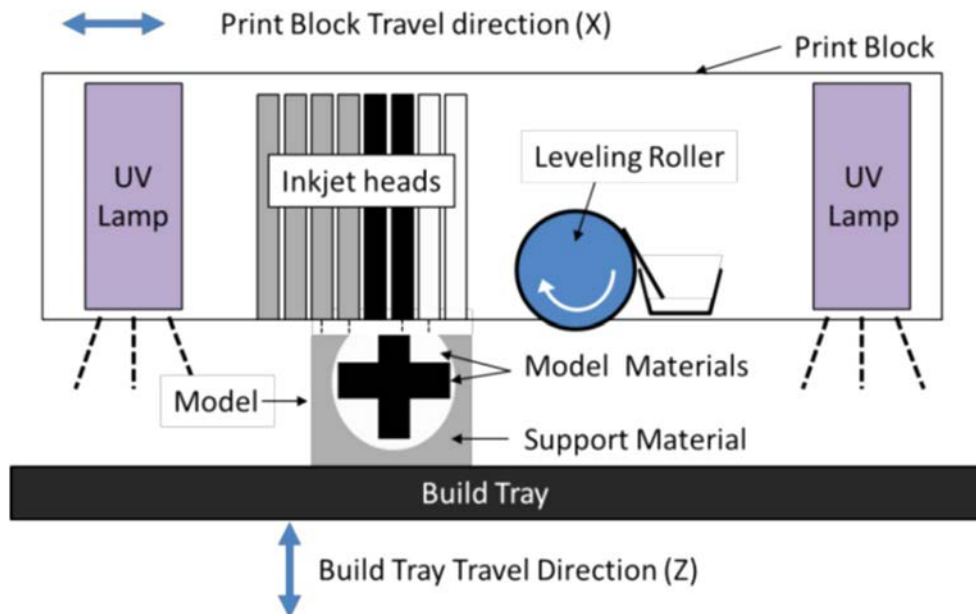 Print Block Travel direction (X)
Print Block
UV
Lamp
Inkjet heads
Leveling Roller
UV
Lamp
Model Materials
Model
Support Material
Build Tray
Build Tray Travel Direction (Z)